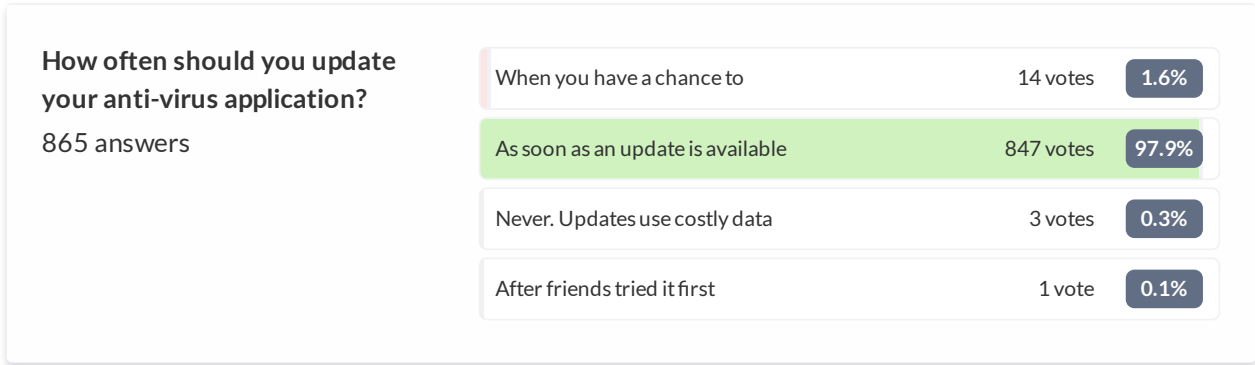 How often should you update
your anti-virus application?
865 answers
When you have a chance to 14 votes 1.6%
As soon as an update is available 847 votes 97.9%
Never. Updates use costly data 3 votes 0.3%
After friends tried it first 1 vote 0.1%